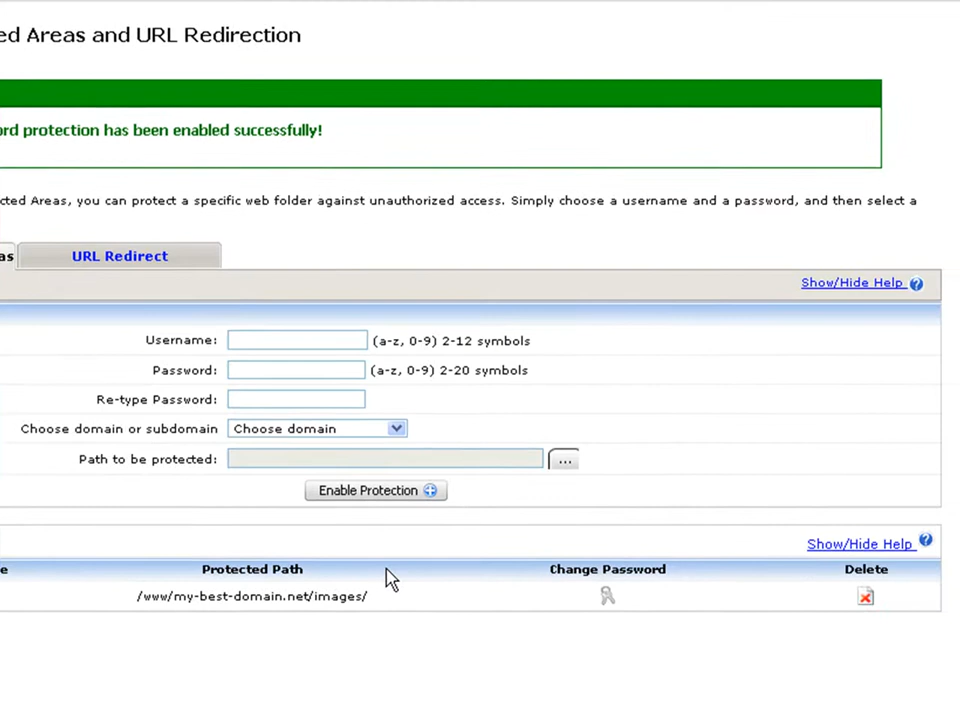 ed Areas and URL Redirection
ord protection has been enabled successfully!
cted Areas, you can protect a specific web folder against unauthorized access. Simply choose a username and a password, and then select a
as URL Redirect
Show/Hide Help ?
Username: (a-z, 0-9) 2-12 symbols
Password: (a-z, 0-9) 2-20 symbols
Re-type Password:
Choose domain or subdomain Choose domain
Path to be protected: ...
Enable Protection
Show/Hide Help ?
e Protected Path Change Password Delete
/www/my-best-domain.net/images/